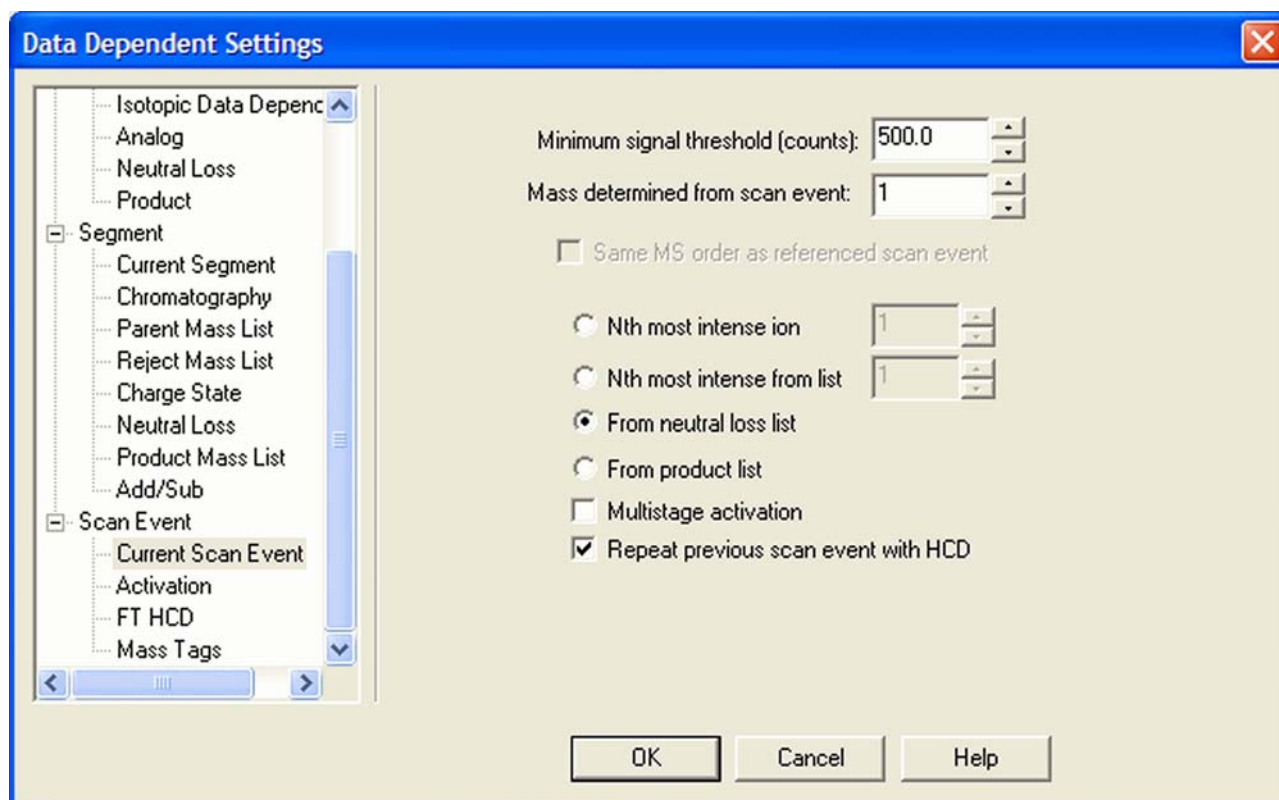 Data Dependent Settings
Isotopic Data Depenc
Analog
Neutral Loss
Product
Segment
Current Segment
Chromatography
Parent Mass List
Reject Mass List
Charge State
Neutral Loss
Product Mass List
Add/Sub
Scan Event
Current Scan Event
Activation
FT HCD
Mass Tags
Minimum signal threshold (counts): 500.0
Mass determined from scan event: 1
Same MS order as referenced scan event
Nth most intense ion 1
Nth most intense from list 1
From neutral loss list
From product list
Multistage activation
Repeat previous scan event with HCD
OK Cancel Help